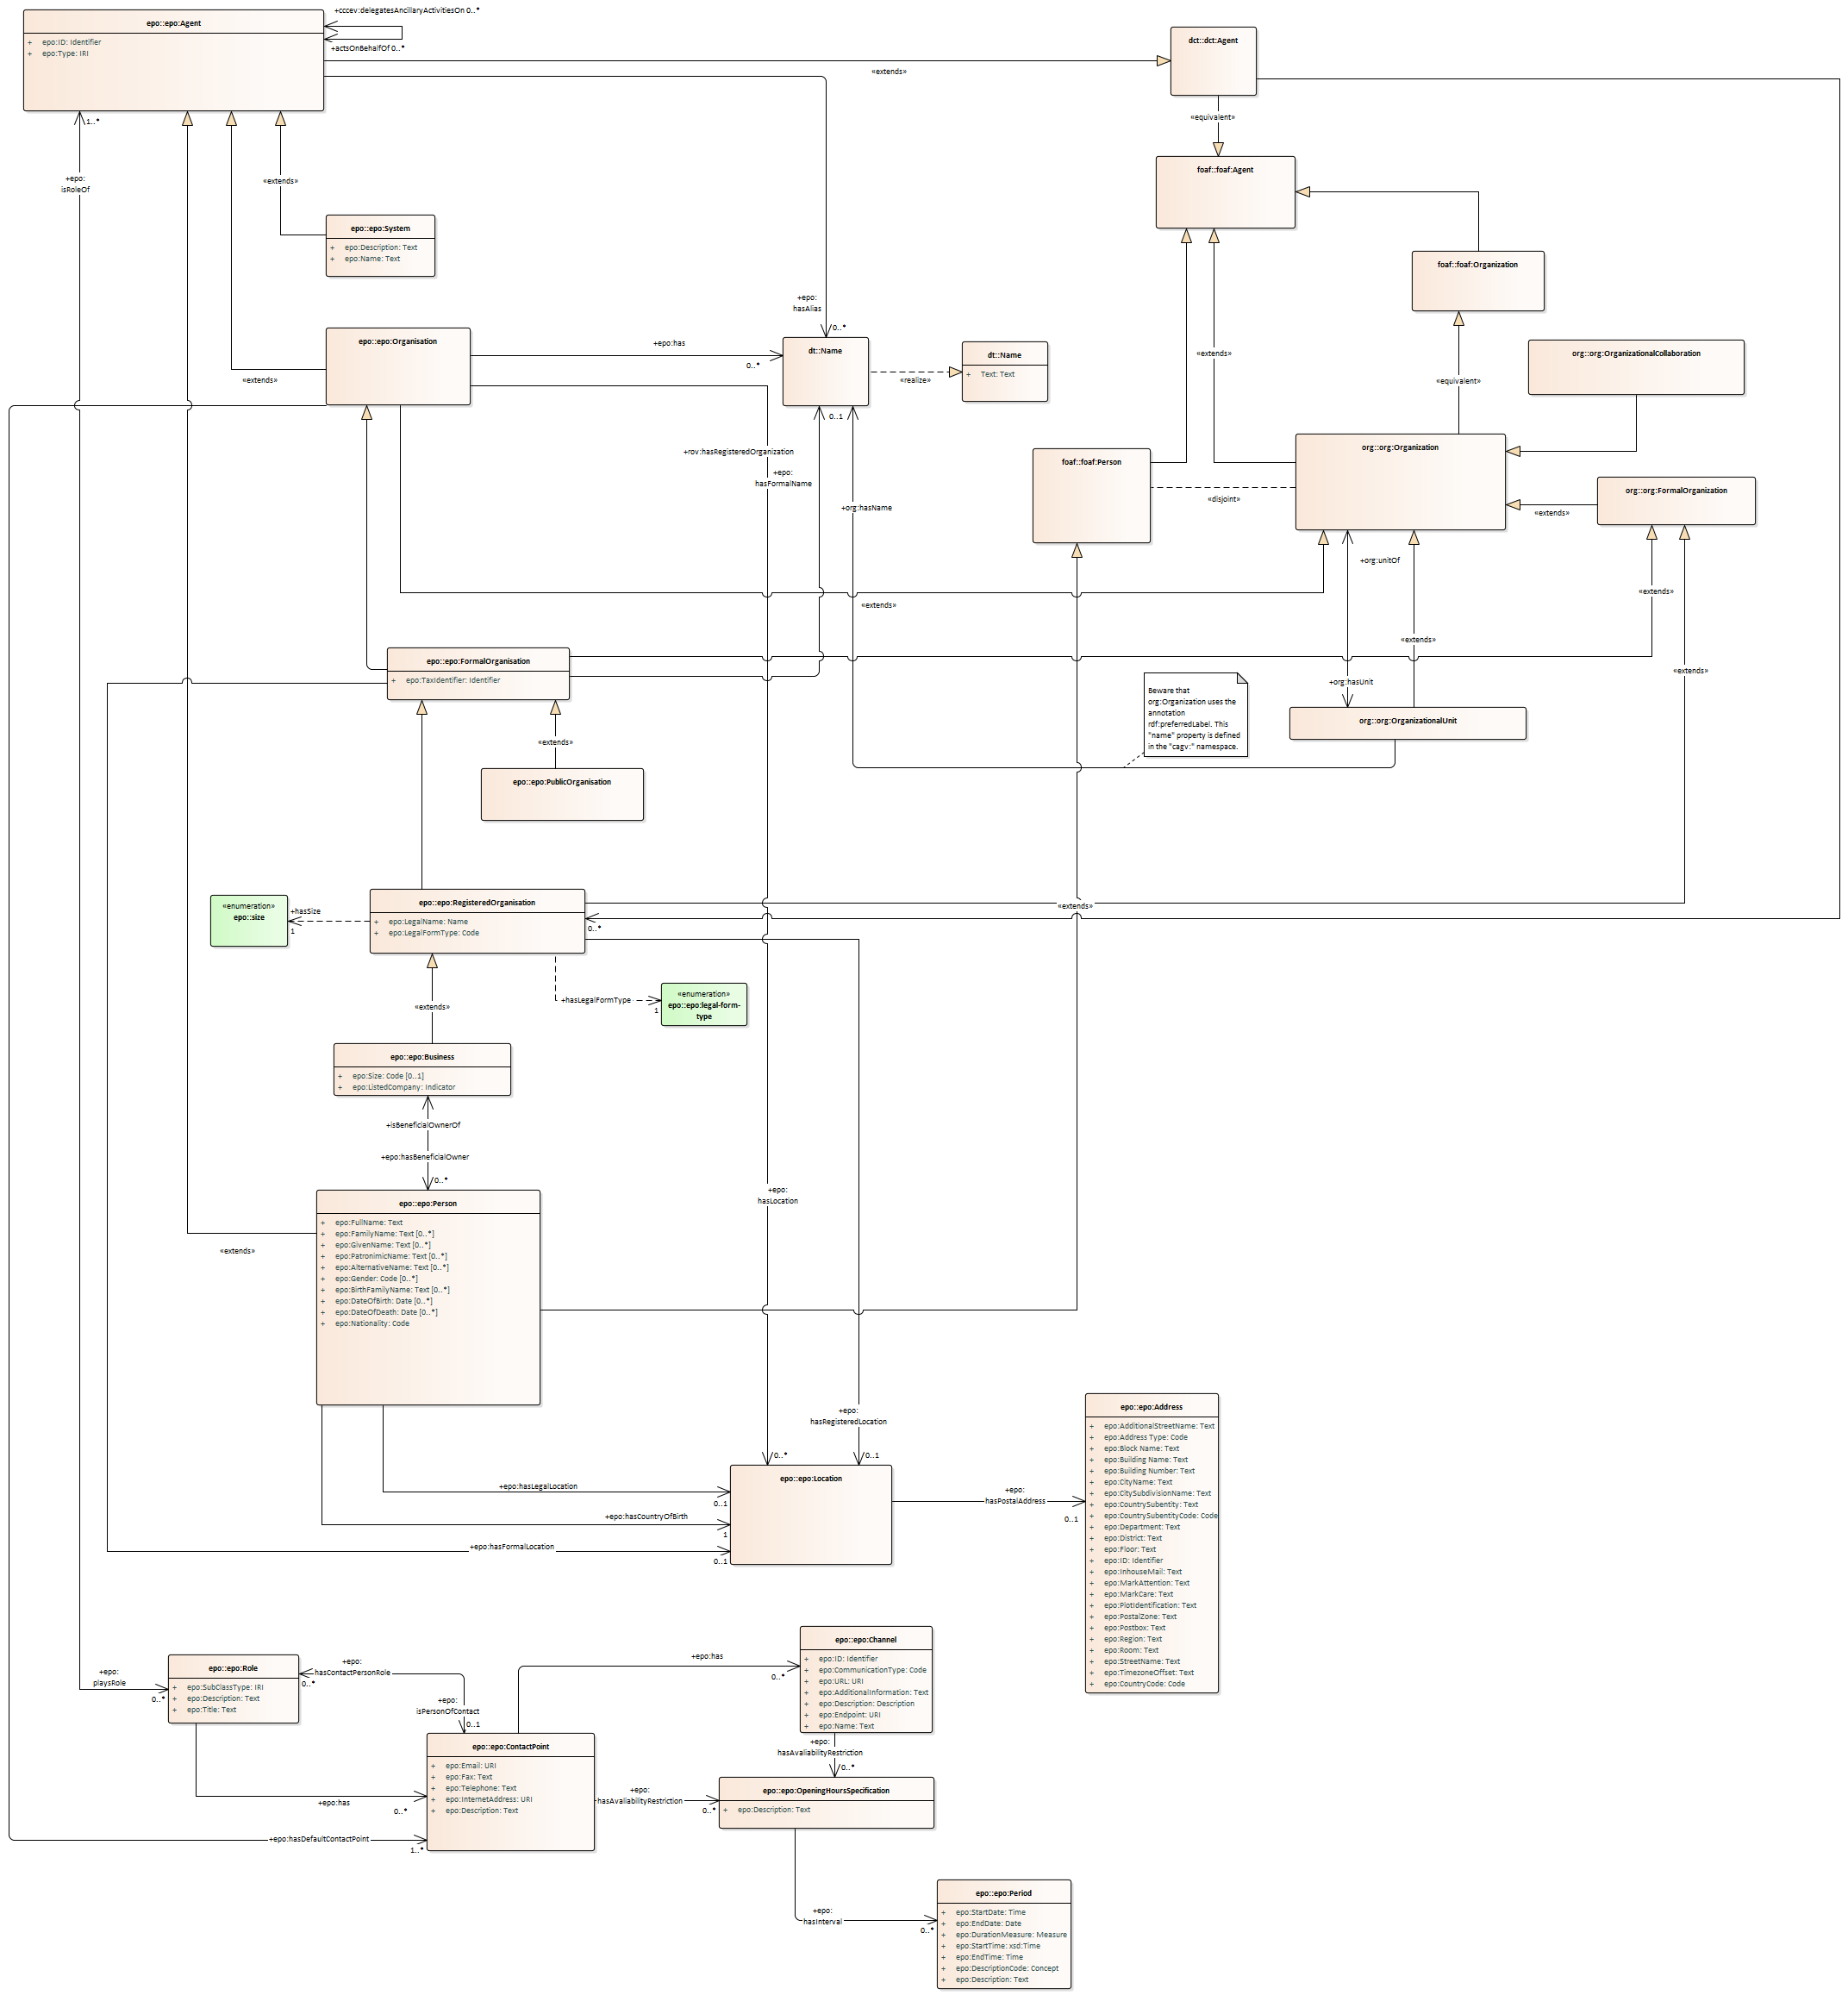 +cccev:delegatesAncillaryActivitiesOn 0..*
epo::epo:Agent
+ epo:ID: Identifier
+ epo:Type: IRI
+actsOnBehalfOf 0..*
dct::dct:Agent
«extends»
«equivalent»
1..*
+epo:
isRoleOf
«extends»
foaf::foaf:Agent
epo::epo:System
+ epo:Description: Text
+ epo:Name: Text
foaf::foaf:Organization
+epo:
hasAlias
0..*
epo::epo:Organisation
+epo:has
0..*
dt::Name
dt::Name
+ Text: Text
«realize»
«extends»
«extends»
org::org:OrganizationalCollaboration
«equivalent»
0..1
+rov:hasRegisteredOrganization
+epo:
hasFormalName
+org:hasName
foaf::foaf:Person
org::org:Organization
«disjoint»
org::org:FormalOrganization
«extends»
+org:unitOf
«extends»
«extends»
«extends»
«extends»
epo::epo:FormalOrganisation
+ epo:TaxIdentifier: Identifier
+org:hasUnit
Beware that
org:Organization uses the
annotation
rdf:preferredLabel. This
"name" property is defined
in the "cagv:" namespace.
org::org:OrganizationalUnit
«extends»
epo::epo:PublicOrganisation
«enumeration»
epo::size
+hasSize
1
epo::epo:RegisteredOrganisation
+ epo:LegalName: Name
+ epo:LegalFormType: Code
0..*
«extends»
«extends»
+hasLegalFormType
1
«enumeration»
epo::epo:legal-form-
type
epo::epo:Business
+ epo:Size: Code [0..1]
+ epo:ListedCompany: Indicator
+isBeneficialOwnerOf
+epo:hasBeneficialOwner
0..*
epo::epo:Person
+ epo:FullName: Text
+ epo:FamilyName: Text [0..*]
+ epo:GivenName: Text [0..*]
+ epo:PatronimicName: Text [0..*]
+ epo:AlternativeName: Text [0..*]
+ epo:Gender: Code [0..*]
+ epo:BirthFamilyName: Text [0..*]
+ epo:DateOfBirth: Date [0..*]
+ epo:DateOfDeath: Date [0..*]
+ epo:Nationality: Code
«extends»
+epo:
hasLocation
+epo:
hasRegisteredLocation
0..*
0..1
epo::epo:Location
+epo:hasLegalLocation
0..1
+epo:hasCountryOfBirth
1
+epo:hasFormalLocation
0..1
+epo:
hasPostalAddress
0..1
epo::epo:Address
+ epo:AdditionalStreetName: Text
+ epo:Address Type: Code
+ epo:Block Name: Text
+ epo:Building Name: Text
+ epo:Building Number: Text
+ epo:CityName: Text
+ epo:CitySubdivisionName: Text
+ epo:CountrySubentity: Text
+ epo:CountrySubentityCode: Code
+ epo:Department: Text
+ epo:District: Text
+ epo:Floor: Text
+ epo:ID: Identifier
+ epo:InhouseMail: Text
+ epo:MarkAttention: Text
+ epo:MarkCare: Text
+ epo:PlotIdentification: Text
+ epo:PostalZone: Text
+ epo:Postbox: Text
+ epo:Region: Text
+ epo:Room: Text
+ epo:StreetName: Text
+ epo:TimezoneOffset: Text
+ epo:CountryCode: Code
+epo:
playsRole
0..*
epo::epo:Role
+ epo:SubClassType: IRI
+ epo:Description: Text
+ epo:Title: Text
+epo:
hasContactPersonRole
0..*
+epo:
isPersonOfContact
0..1
+epo:has
0..*
epo::epo:Channel
+ epo:ID: Identifier
+ epo:CommunicationType: Code
+ epo:URL: URI
+ epo:AdditionalInformation: Text
+ epo:Description: Description
+ epo:Endpoint: URI
+ epo:Name: Text
epo::epo:ContactPoint
+ epo:Email: URI
+ epo:Fax: Text
+ epo:Telephone: Text
+ epo:InternetAddress: URI
+ epo:Description: Text
+epo:
hasAvaliabilityRestriction
0..*
+epo:
hasAvaliabilityRestriction
0..*
epo::epo:OpeningHoursSpecification
+ epo:Description: Text
+epo:has
0..*
+epo:hasDefaultContactPoint
1..*
+epo:
hasInterval
0..*
epo::epo:Period
+ epo:StartDate: Time
+ epo:EndDate: Date
+ epo:DurationMeasure: Measure
+ epo:StartTime: xsd:Time
+ epo:EndTime: Time
+ epo:DescriptionCode: Concept
+ epo:Description: Text